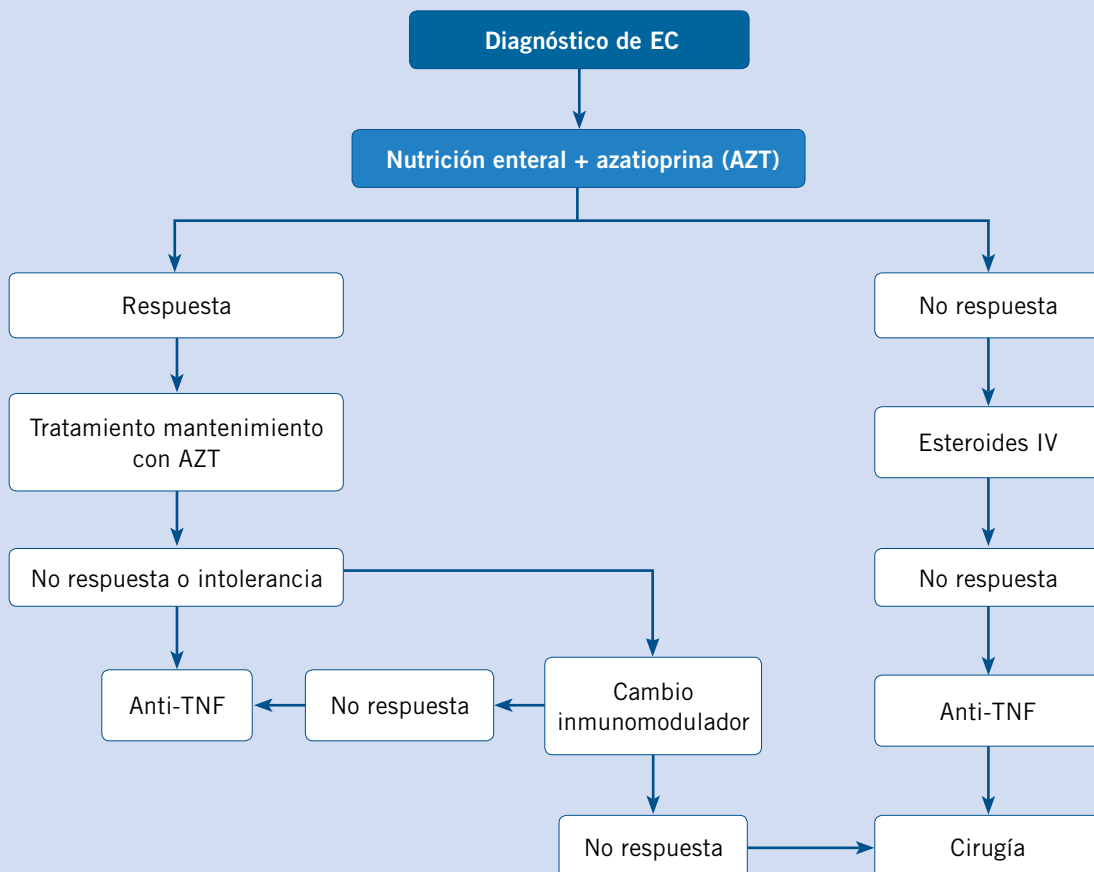 Diagnóstico de EC
Nutrición enteral + azatioprina (AZT)
Respuesta
No respuesta
Tratamiento mantenimiento
con AZT
Esteroides IV
No respuesta o intolerancia
No respuesta
Anti-TNF
No respuesta
Cambio
inmunomodulador
Anti-TNF
No respuesta
Cirugía